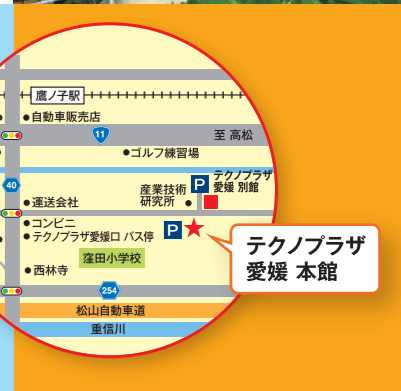 鷹ノ子駅
自動車販売店
11
至 高松
ゴルフ練習場
テクノプラザ
愛媛 別館
産業技術
研究所
P
40
運送会社
コンビニ
テクノプラザ愛媛口 バス停
P
窪田小学校
テクノプラザ
愛媛 本館
西林寺
254
松山自動車道
重信川